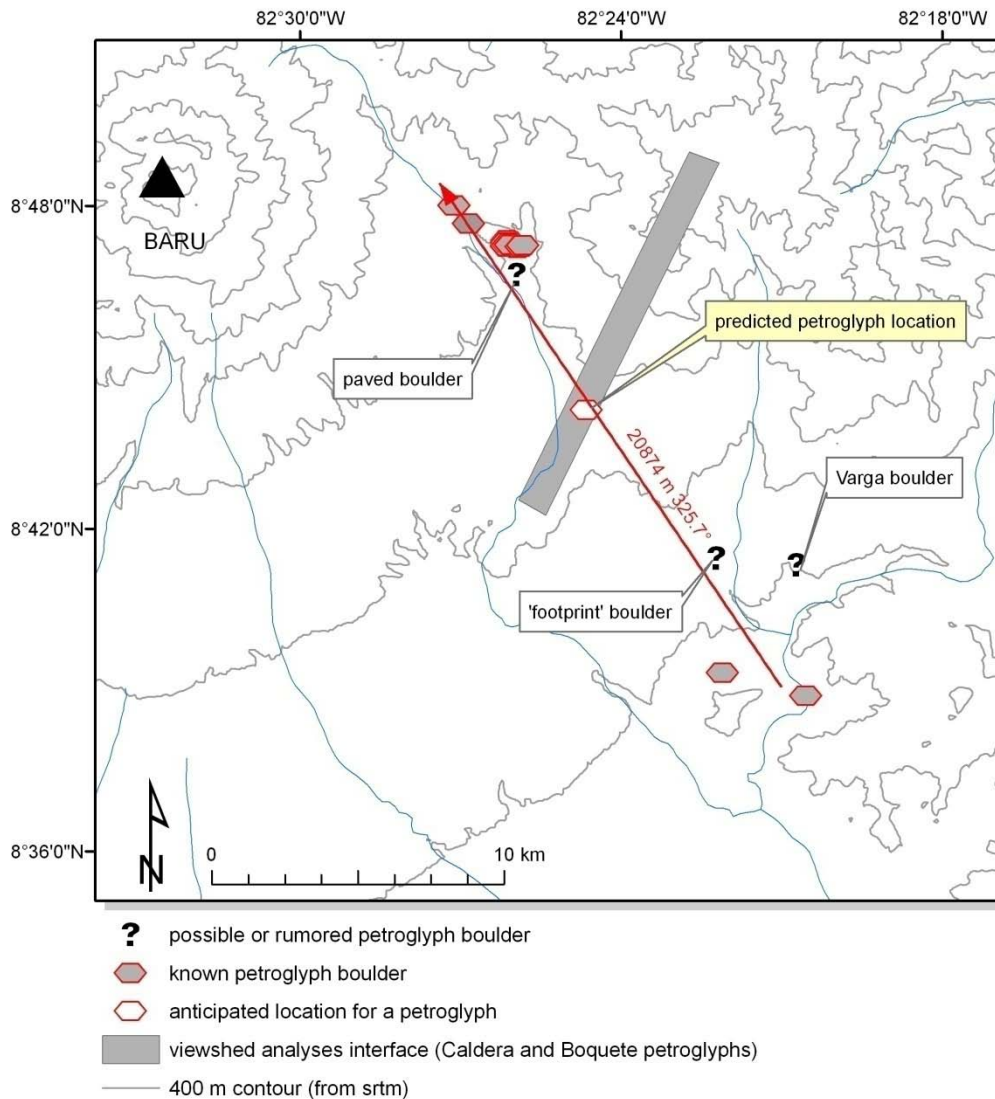 82°30'0"W
82°24'0"W
82°18'0"W
8°48'0"N
BARU
?
predicted petroglyph location
paved boulder
20874 m 325.7°
Varga boulder
8°42'0"N
?
?
'footprint' boulder
8°36'0"N
N
0
10 km
? possible or rumored petroglyph boulder
known petroglyph boulder
anticipated location for a petroglyph
viewshed analyses interface (Caldera and Boquete petroglyphs)
400 m contour (from srtm)